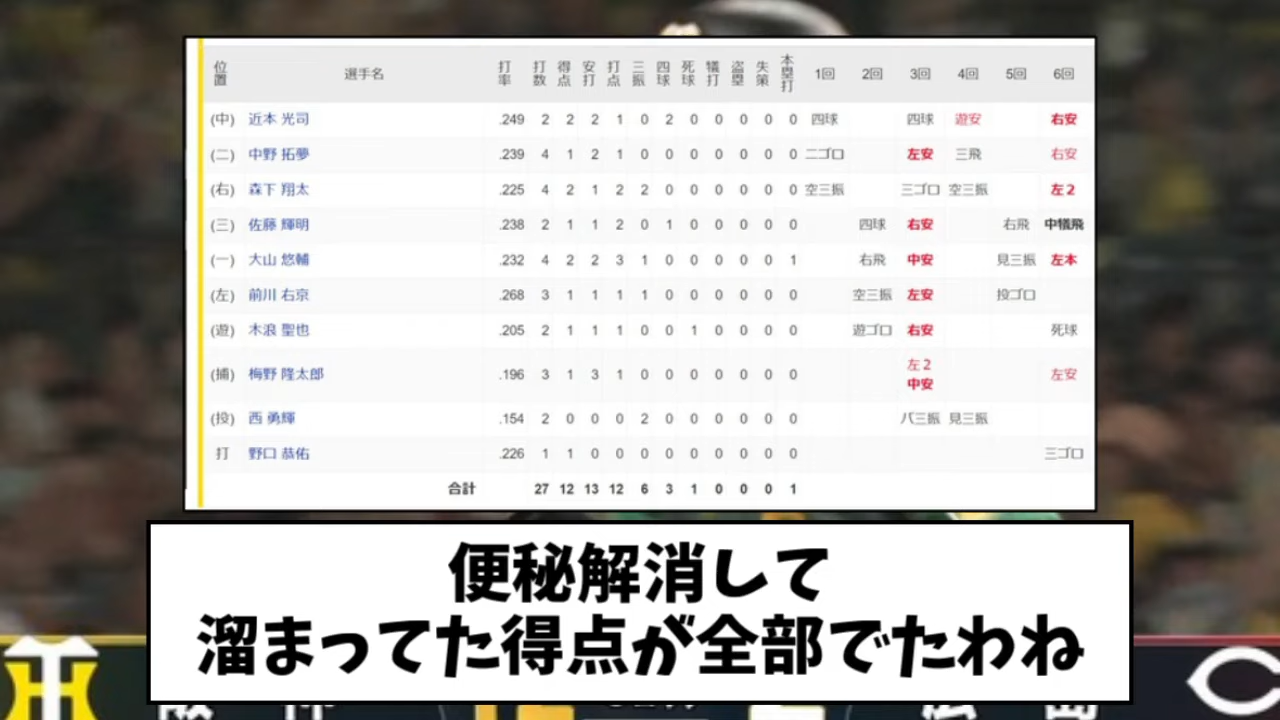 位置 選手名 打率 打数 得点 安打 打点 三振 四球 死球 犠打 盗塁 失策 本塁打 1回 2回 3回 4回 5回 6回
(中) 近本 光司 .249 2 2 2 1 0 2 0 0 0 0 0 四球 四球 遊安 右安
(二) 中野 拓夢 .239 4 1 2 1 0 0 0 0 0 0 0 二ゴロ 左安 三飛 右安
(右) 森下 翔太 .225 4 2 1 2 2 0 0 0 0 0 0 空三振 三ゴロ 空三振 左2
(三) 佐藤 輝明 .238 2 1 1 2 0 1 0 0 0 0 0 四球 右安 右飛 中犠飛
(一) 大山 悠輔 .232 4 2 2 3 1 0 0 0 0 0 1 右飛 中安 見三振 左本
(左) 前川 右京 .268 3 1 1 1 1 0 0 0 0 0 0 空三振 左安 投ゴロ
(遊) 木浪 聖也 .205 2 1 1 1 0 0 1 0 0 0 0 遊ゴロ 右安 死球
(捕) 梅野 隆太郎 .196 3 1 3 1 0 0 0 0 0 0 0 左2 中安 左安
(投) 西 勇輝 .154 2 0 0 0 2 0 0 0 0 0 0 バ三振 見三振
打 野口 恭佑 .226 1 1 0 0 0 0 0 0 0 0 0 三ゴロ
合計 27 12 13 12 6 3 1 0 0 0 1
便秘解消して
溜まってた得点が全部でたわね